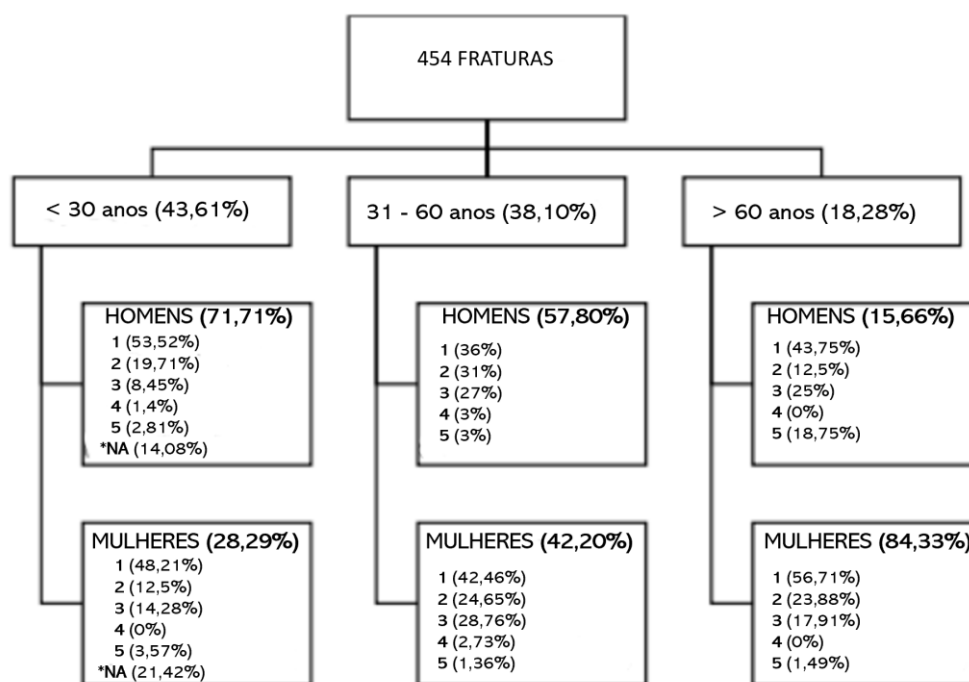 454 FRATURAS
< 30 anos (43,61%)
31 - 60 anos (38,10%)
> 60 anos (18,28%)
HOMENS (71,71%)
1 (53,52%)
2 (19,71%)
3 (8,45%)
4 (1,4%)
5 (2,81%)
*NA (14,08%)
HOMENS (57,80%)
1 (36%)
2 (31%)
3 (27%)
4 (3%)
5 (3%)
HOMENS (15,66%)
1 (43,75%)
2 (12,5%)
3 (25%)
4 (0%)
5 (18,75%)
MULHERES (28,29%)
1 (48,21%)
2 (12,5%)
3 (14,28%)
4 (0%)
5 (3,57%)
*NA (21,42%)
MULHERES (42,20%)
1 (42,46%)
2 (24,65%)
3 (28,76%)
4 (2,73%)
5 (1,36%)
MULHERES (84,33%)
1 (56,71%)
2 (23,88%)
3 (17,91%)
4 (0%)
5 (1,49%)